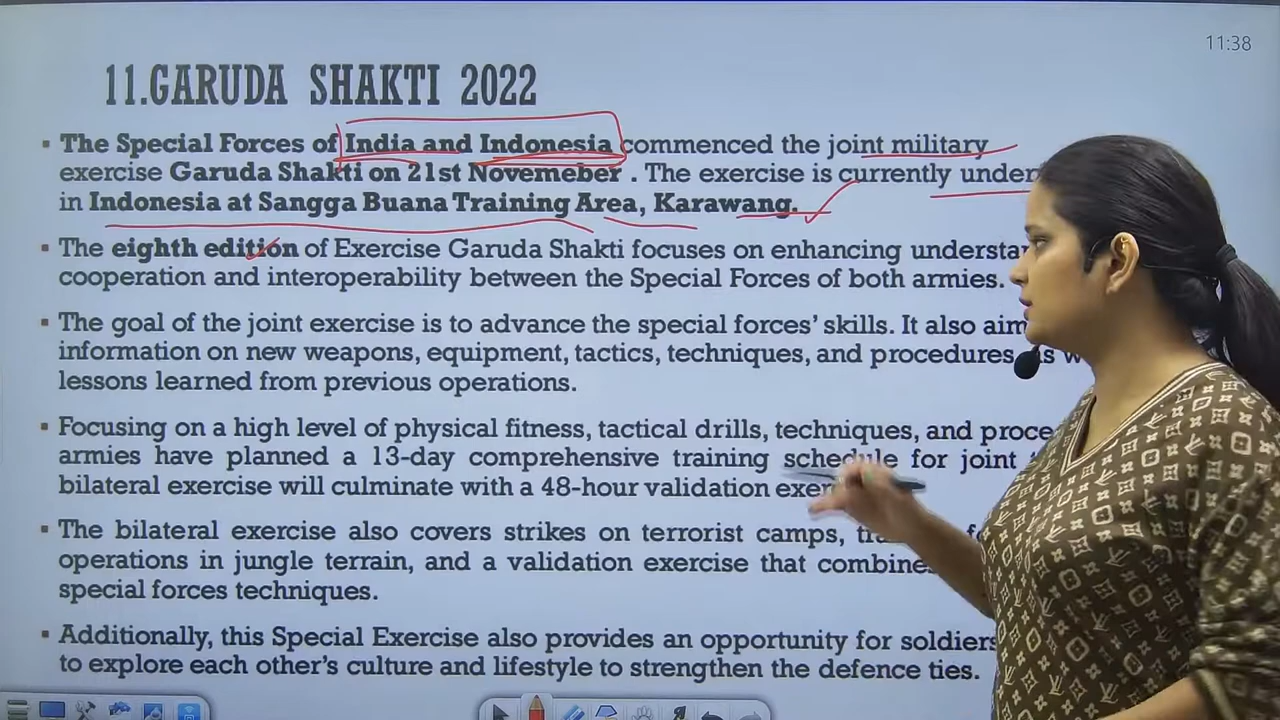 11:38
11.GARUDA SHAKTI 2022
▪ The Special Forces of India and Indonesia commenced the joint military
exercise Garuda Shakti on 21st Novemeber . The exercise is currently under
in Indonesia at Sangga Buana Training Area, Karawang.
▪ The eighth edition of Exercise Garuda Shakti focuses on enhancing
cooperation and interoperability between the Special Forces of both armies.
▪ The goal of the joint exercise is to advance the special forces' skills. It also
information on new weapons, equipment, tactics, techniques, and procedures
lessons learned from previous operations.
▪ Focusing on a high level of physical fitness, tactical drills, techniques, and
armies have planned a 13-day comprehensive training schedule for joint
bilateral exercise will culminate with a 48-hour validation
▪ The bilateral exercise also covers strikes on terrorist camps,
operations in jungle terrain, and a validation exercise that
special forces techniques.
▪ Additionally, this Special Exercise also provides an opportunity for soldiers
to explore each other's culture and lifestyle to strengthen the defence ties.